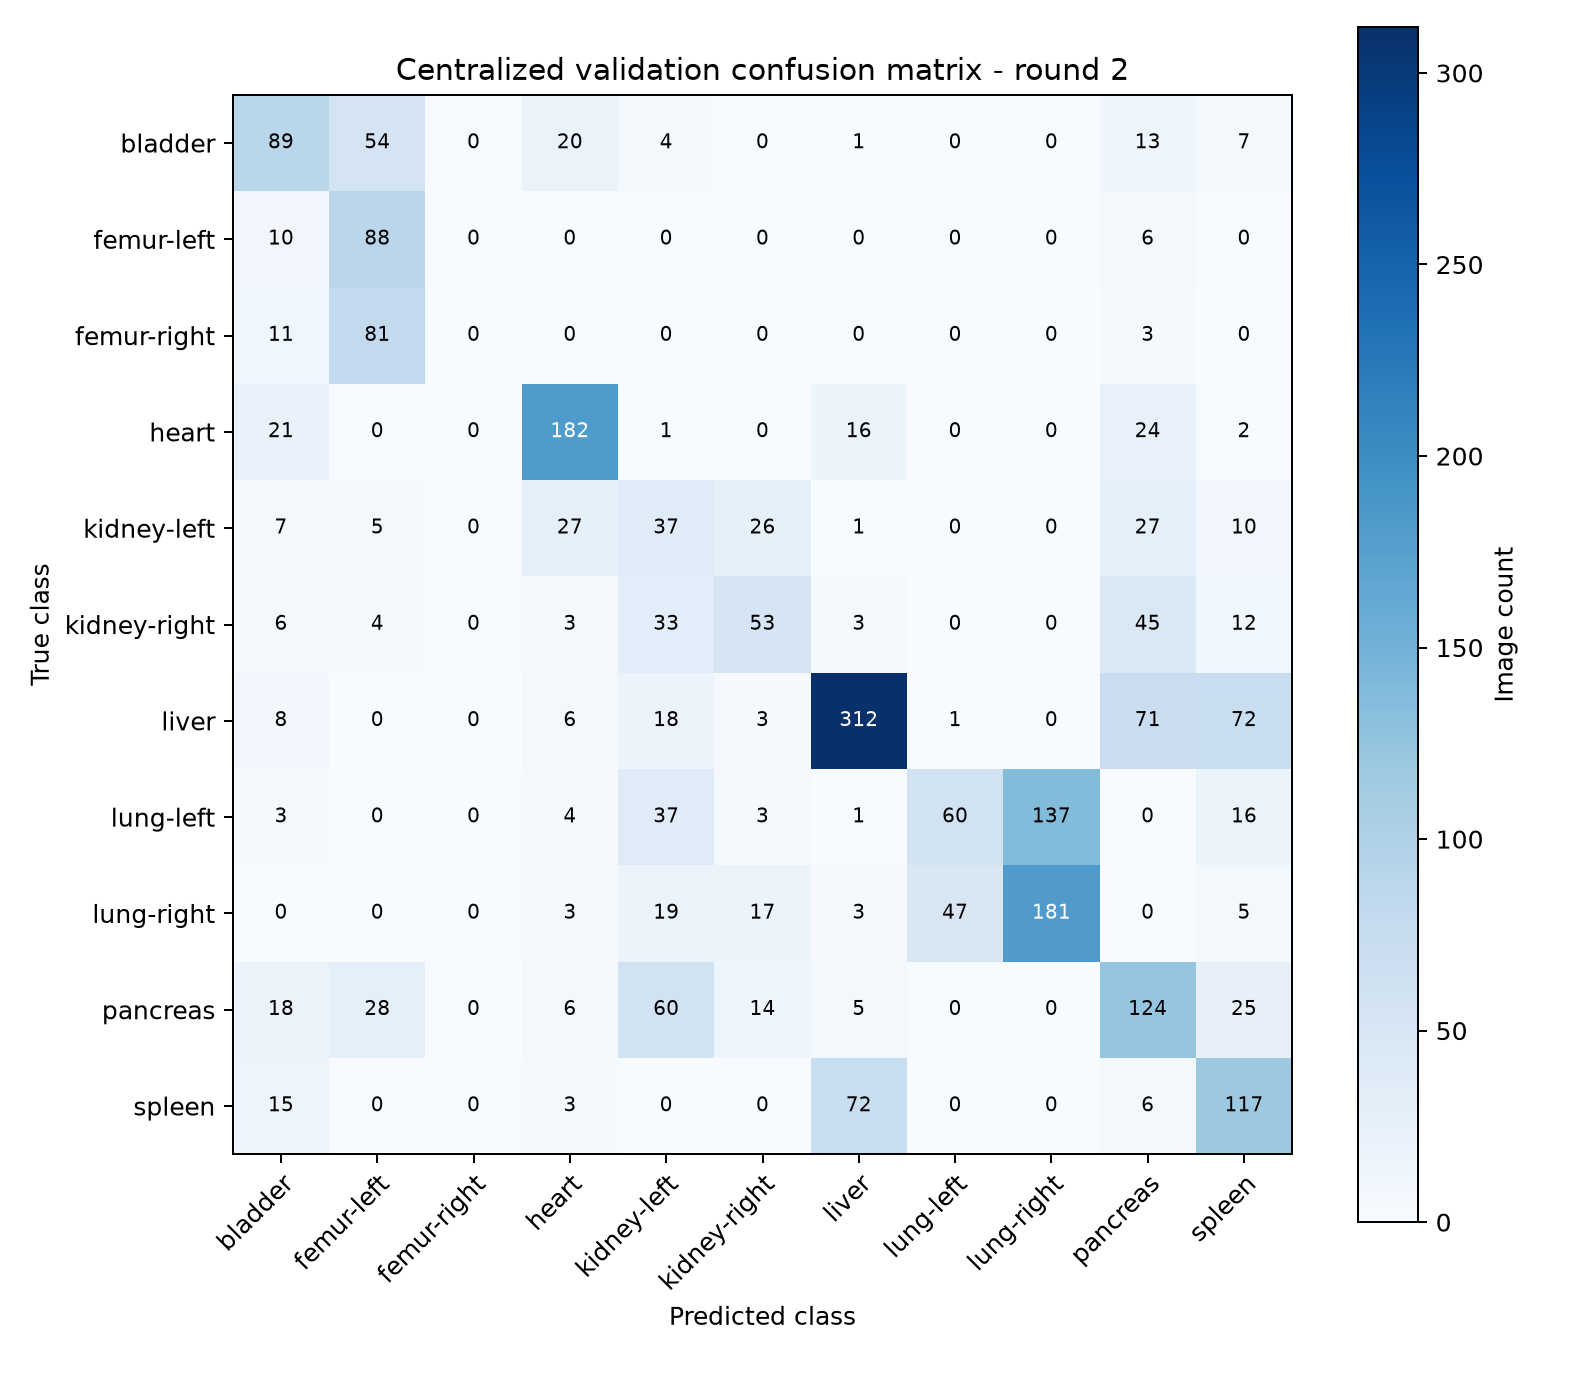 Centralized validation confusion matrix - round 2
bladder 89 54 0 20 4 0 1 0 0 13 7
femur-left 10 88 0 0 0 0 0 0 0 6 0
femur-right 11 81 0 0 0 0 0 0 0 3 0
heart 21 0 0 182 1 0 16 0 0 24 2
kidney-left 7 5 0 27 37 26 1 0 0 27 10
kidney-right 6 4 0 3 33 53 3 0 0 45 12
liver 8 0 0 6 18 3 312 1 0 71 72
lung-left 3 0 0 4 37 3 1 60 137 0 16
lung-right 0 0 0 3 19 17 3 47 181 0 5
pancreas 18 28 0 6 60 14 5 0 0 124 25
spleen 15 0 0 3 0 0 72 0 0 6 117
True class
bladder femur-left femur-right heart kidney-left kidney-right liver lung-left lung-right pancreas spleen
Predicted class
300
250
200
150
100
50
0
Image count